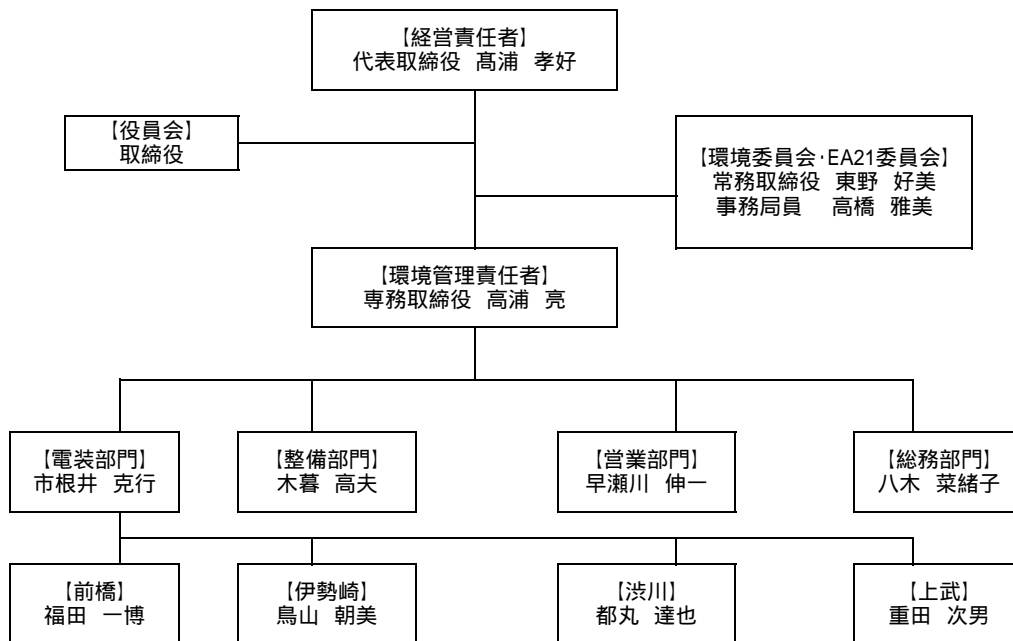 【経営責任者】
代表取締役 髙浦 孝好
【役員会】
取締役
【環境委員会･EA21委員会】
常務取締役 東野 好美
事務局員 高橋 雅美
【環境管理責任者】
専務取締役 高浦 亮
【電装部門】
市根井 克行
【整備部門】
木暮 高夫
【営業部門】
早瀬川 伸一
【総務部門】
八木 菜緒子
【前橋】
福田 一博
【伊勢崎】
鳥山 朝美
【渋川】
都丸 達也
【上武】
重田 次男